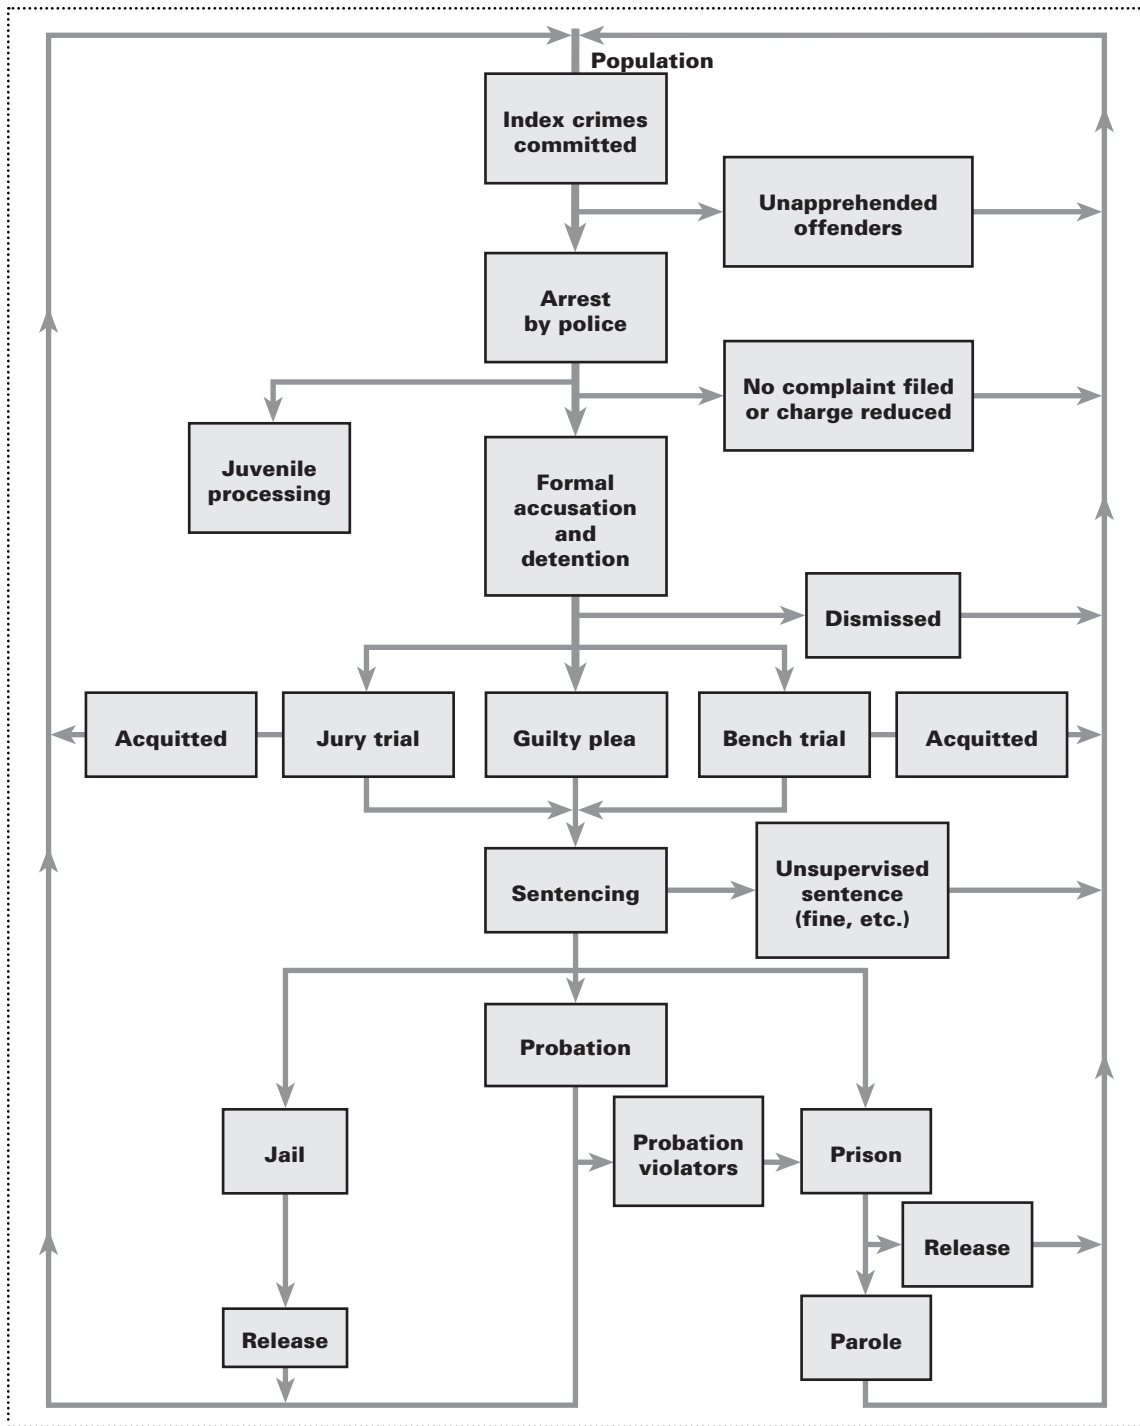 Population
Index crimes
committed
Unapprehended
offenders
Arrest
by police
No complaint filed
or charge reduced
Juvenile
processing
Formal
accusation
and
detention
Dismissed
Acquitted
Jury trial
Guilty plea
Bench trial
Acquitted
Sentencing
Unsupervised
sentence
(fine, etc.)
Probation
Jail
Probation
violators
Prison
Release
Release
Parole